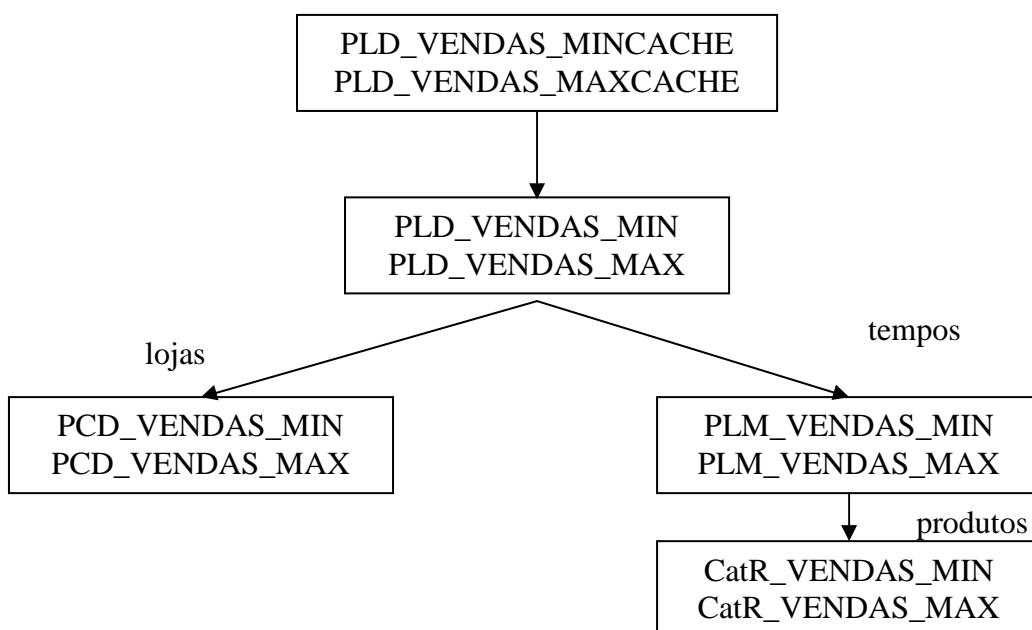 PLD_VENDAS_MINCACHE
PLD_VENDAS_MAXCACHE
PLD_VENDAS_MIN
PLD_VENDAS_MAX
lojas
tempos
PCD_VENDAS_MIN
PCD_VENDAS_MAX
PLM_VENDAS_MIN
PLM_VENDAS_MAX
produtos
CatR_VENDAS_MIN
CatR_VENDAS_MAX